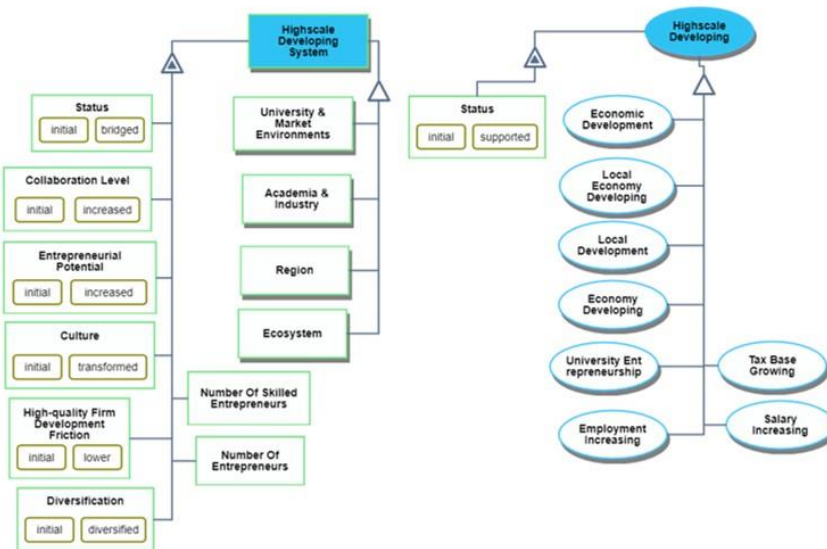 Highscale
Developing
System
Status
initial bridged
Collaboration Level
initial increased
Entrepreneurial
Potential
initial increased
Culture
initial transformed
High-quality Firm
Development
Friction
initial lower
Diversification
initial diversified
University &
Market
Environments
Academia &
Industry
Region
Ecosystem
Number Of Skilled
Entrepreneurs
Number Of
Entrepreneurs
Highscale
Developing
Status
initial supported
Economic
Development
Local
Economy
Developing
Local
Development
Economy
Developing
University Ent
repreneurship
Tax Base
Growing
Employment
Increasing
Salary
Increasing